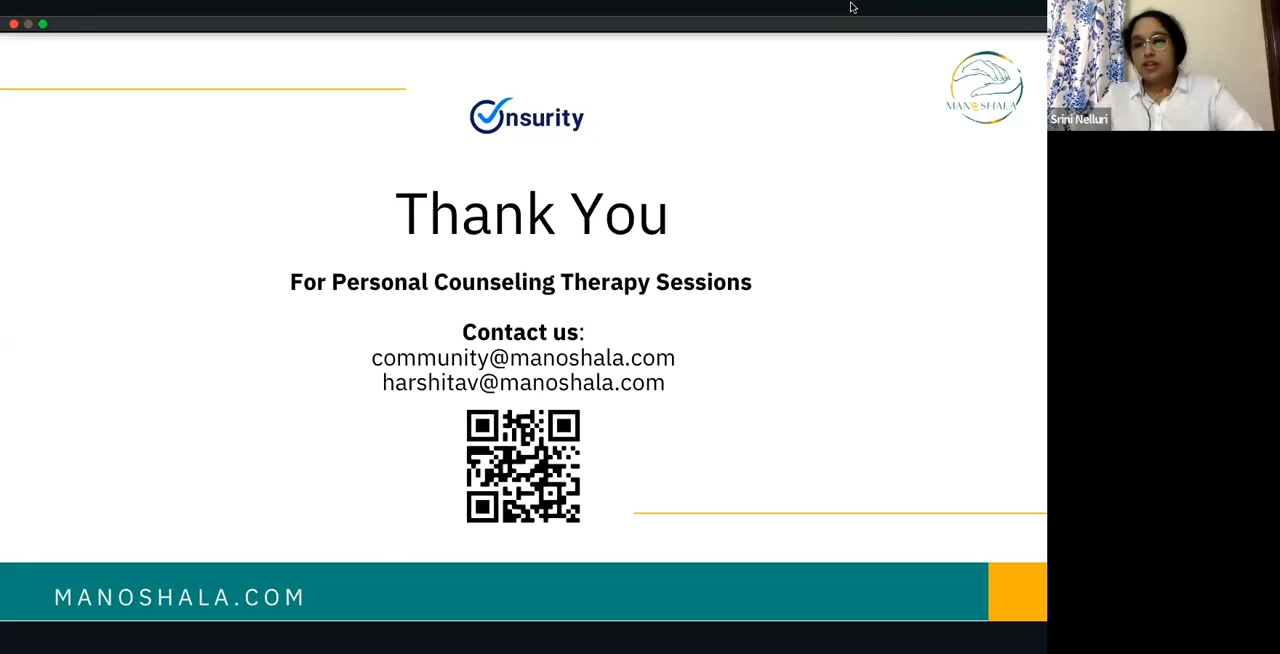 Onsurity
MANOSHALA
Srini Nelluri
Thank You
For Personal Counseling Therapy Sessions
Contact us:
community@manoshala.com
harshitav@manoshala.com
MANOSHALA.COM